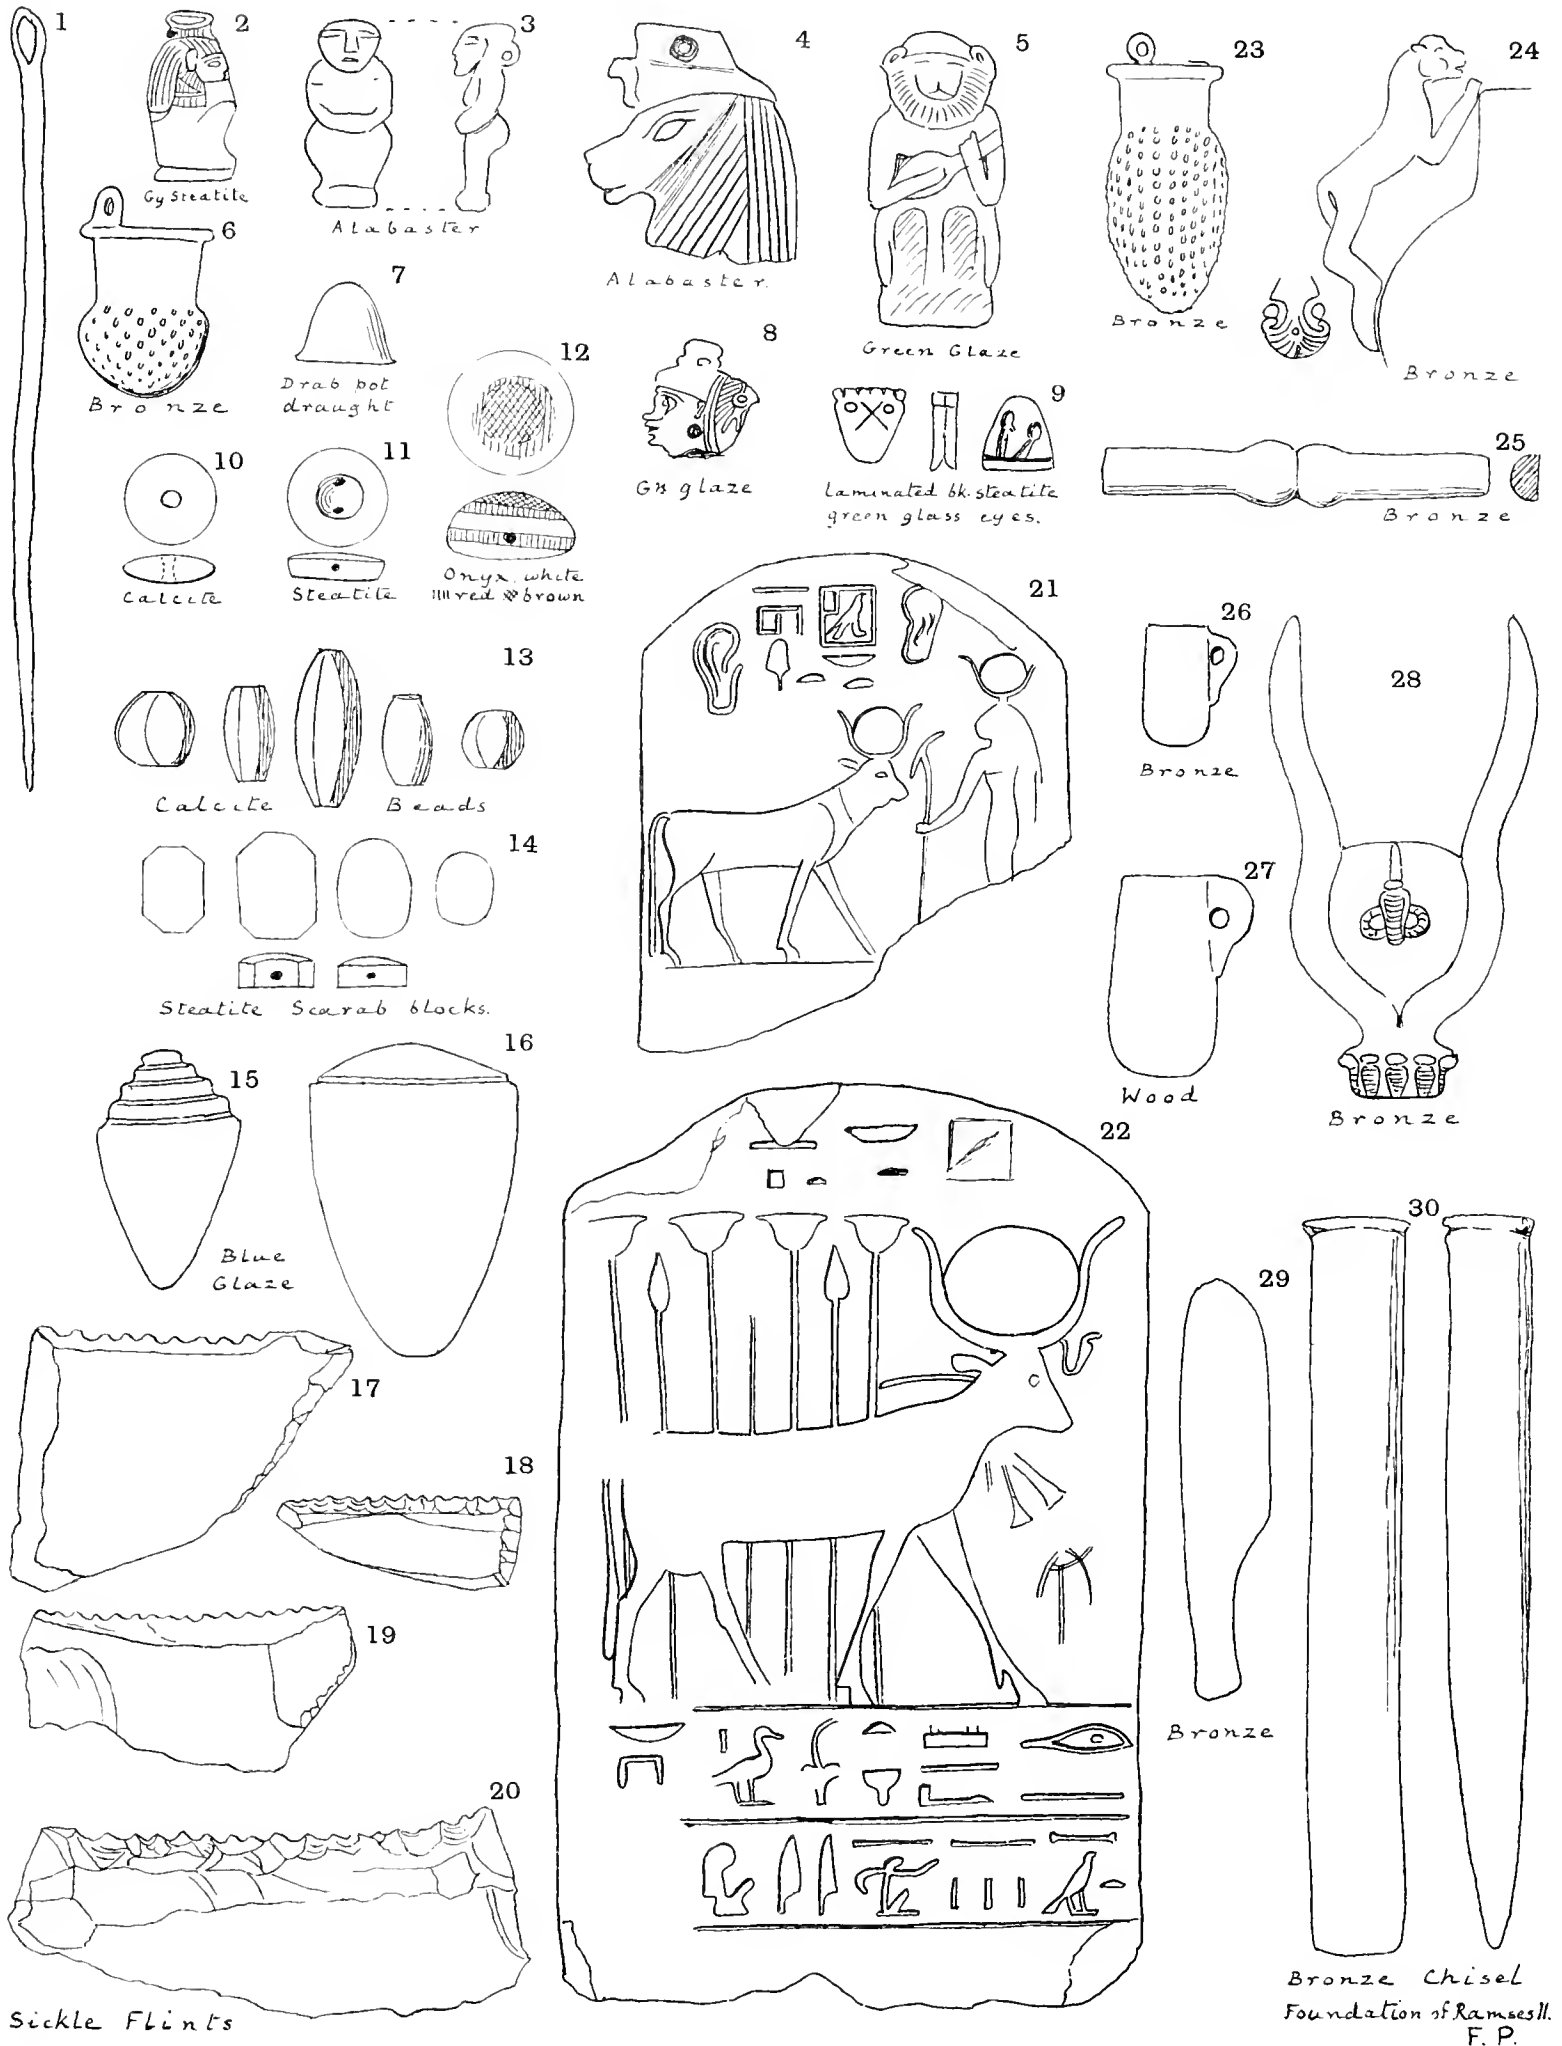 1
2
Gy Steatite
3
Alabaster
4
Alabaster.
5
Green Glaze
23
Bronze
24
Bronze
6
Bronze
7
Drab pot
draught
8
Gn glaze
9
laminated bk. steatite
green glass eyes.
10
Calcite
11
Steatite
12
Onyx, white
red brown
25
Bronze
13
Calcite Beads
14
Steatite Scarab blocks.
15
16
Blue
Glaze
21
26
Bronze
27
Wood
28
Bronze
17
18
19
20
Sickle Flints
22
29
Bronze
30
Bronze Chisel
Foundation of Ramses II.
F. P.